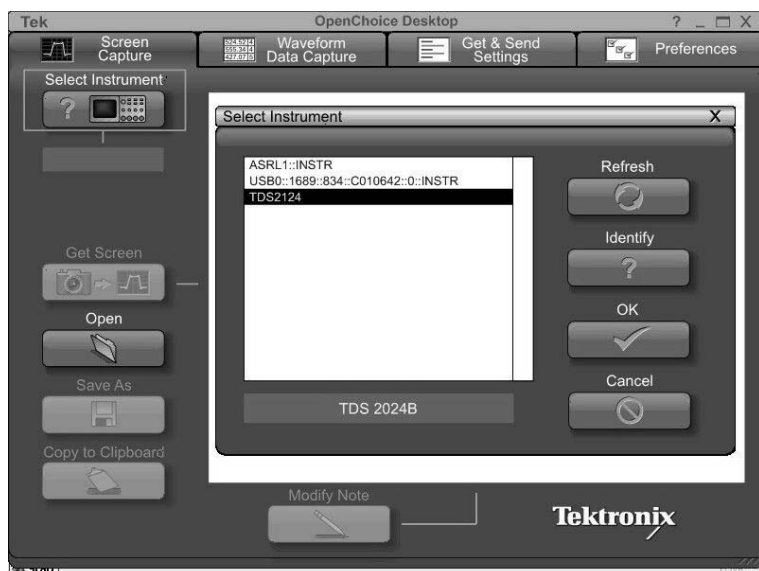 Tek
OpenChoice Desktop
? _ X
Screen
Capture
Waveform
Data Capture
Get & Send
Settings
Preferences
Select Instrument
?
Select Instrument
X
ASRL1::INSTR
USB0::1689::834::C010642::0::INSTR
TDS2124
TDS 2024B
Refresh
Identify
?
OK
Cancel
Get Screen
Open
Save As
Copy to Clipboard
Modify Note
Tektronix